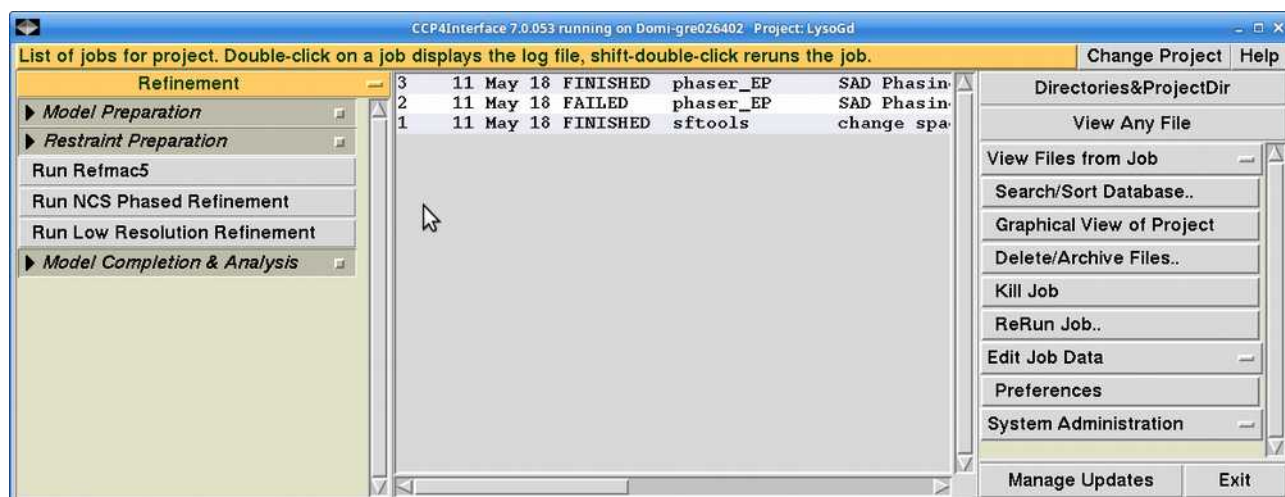 CCP4Interface 7.0.053 running on Domi-gre026402 Project: LysoGd
List of jobs for project. Double-click on a job displays the log file, shift-double-click reruns the job.
Change Project
Help
Refinement
Model Preparation
Restraint Preparation
Run Refmac5
Run NCS Phased Refinement
Run Low Resolution Refinement
Model Completion & Analysis
3 11 May 18 FINISHED phaser_EP SAD Phasin
2 11 May 18 FAILED phaser_EP SAD Phasin
1 11 May 18 FINISHED sftools change spa
Directories&ProjectDir
View Any File
View Files from Job
Search/Sort Database..
Graphical View of Project
Delete/Archive Files..
Kill Job
ReRun Job..
Edit Job Data
Preferences
System Administration
Manage Updates
Exit